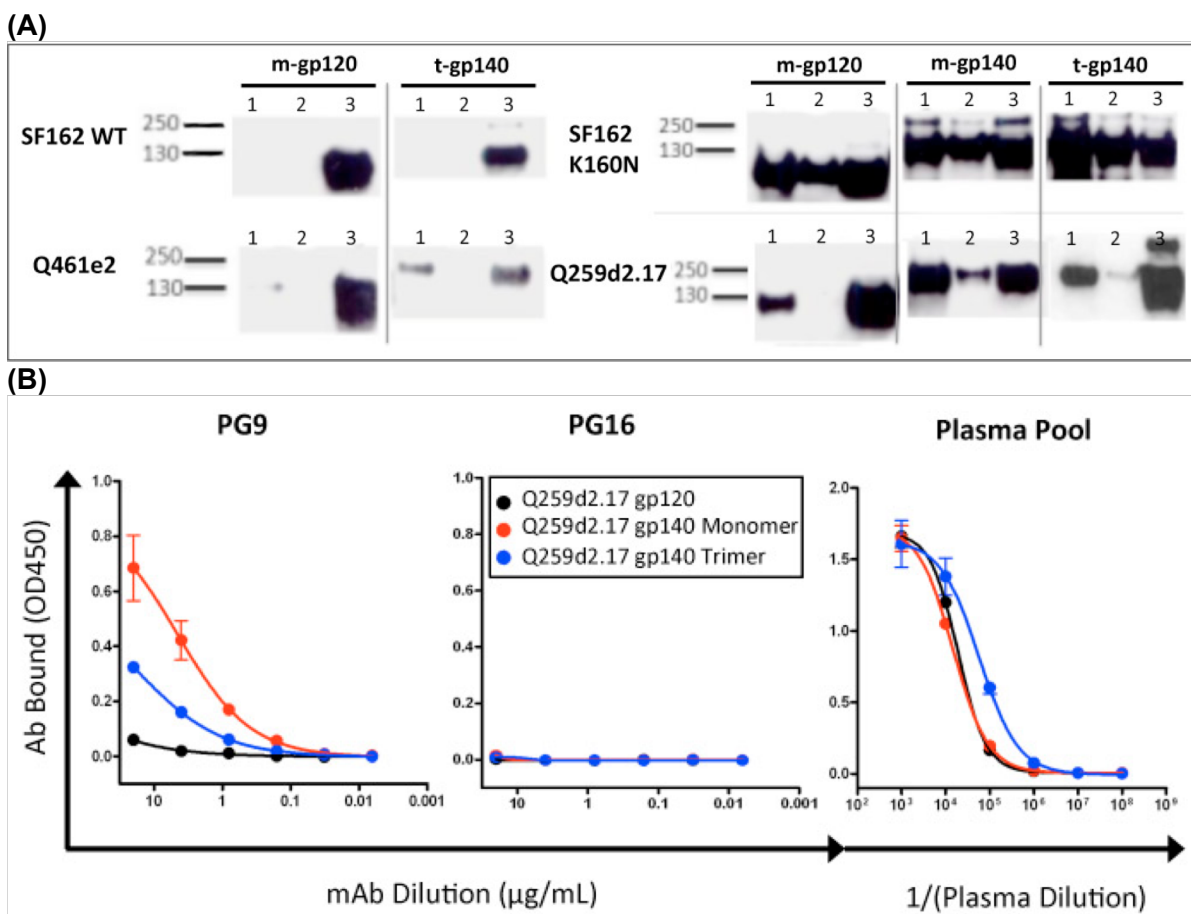 (A)
m-gp120 t-gp140 m-gp120 m-gp140 t-gp140
1 2 3 1 2 3 1 2 3 1 2 3 1 2 3
SF162 WT 250 130
SF162 K160N 250 130
1 2 3 1 2 3 1 2 3 1 2 3 1 2 3
Q461e2 250 130
Q259d2.17 250 130
(B)
PG9 PG16 Plasma Pool
Ab Bound (OD450)
1.0
0.8
0.6
0.4
0.2
0.0
10 1 0.1 0.01 0.001
1.0
0.8
0.6
0.4
0.2
0.0
10 1 0.1 0.01 0.001
Q259d2.17 gp120
Q259d2.17 gp140 Monomer
Q259d2.17 gp140 Trimer
2.0
1.5
1.0
0.5
0.0
10² 10³ 10⁴ 10⁵ 10⁶ 10⁷ 10⁸ 10⁹
mAb Dilution (µg/mL) 1/(Plasma Dilution)